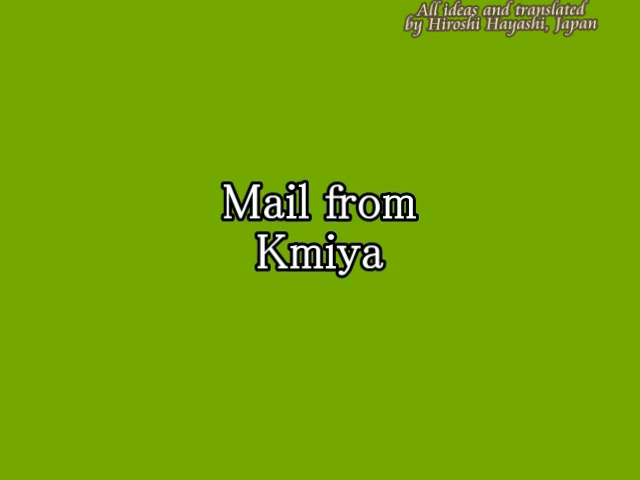 All ideas and translated
by Hiroshi Hayashi, Japan
Mail from
Kmiya